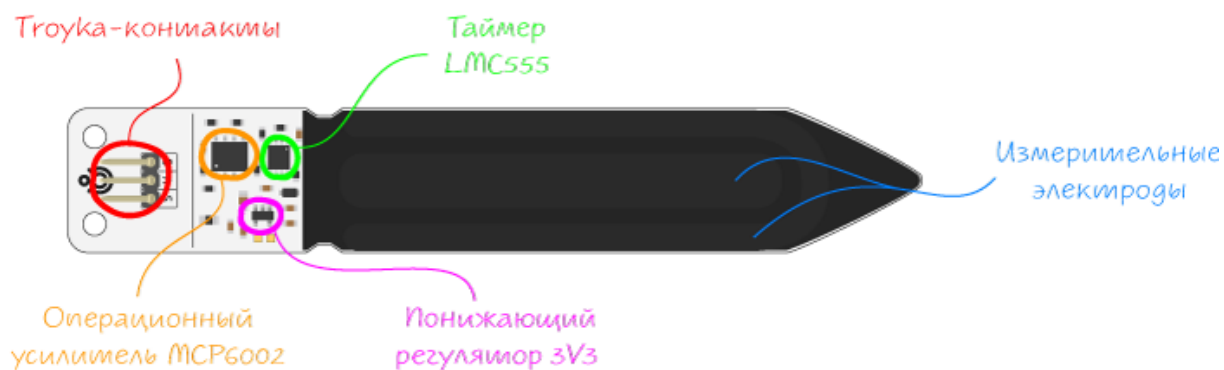 Troyka-контакты
Таймер
LMC555
Измерительные
электроды
Операционный
усилитель MCP6002
Понижающий
регулятор 3V3